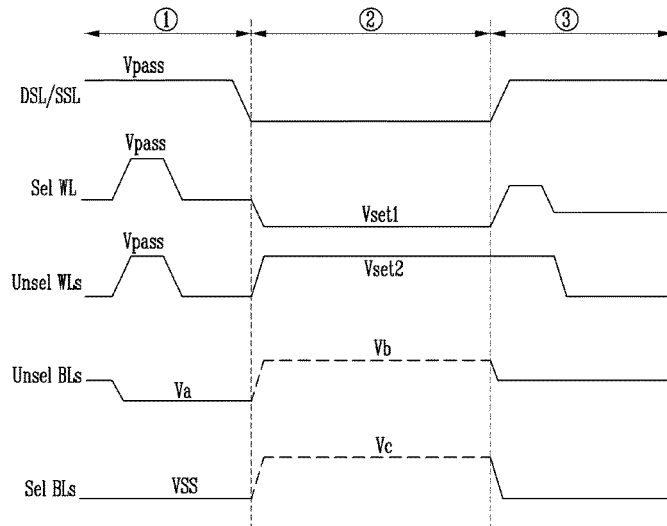 ① ② ③
Vpass
DSL/SSL
Vpass
Sel WL
Vset1
Vpass
Vset2
Unsel WLs
Vb
Unsel BLs
Va
Vc
VSS
Sel BLs